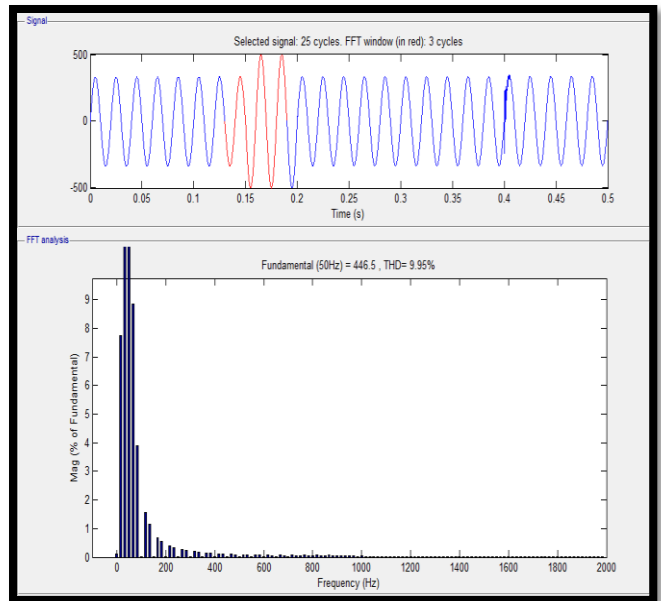 Signal
Selected signal: 25 cycles. FFT window (in red): 3 cycles
500
0
-500
0 0.05 0.1 0.15 0.2 0.25 0.3 0.35 0.4 0.45 0.5
Time (s)
FFT analysis
Fundamental (50Hz) = 446.5 , THD= 9.95%
Mag (% of Fundamental)
9
8
7
6
5
4
3
2
1
0
0 200 400 600 800 1000 1200 1400 1600 1800 2000
Frequency (Hz)